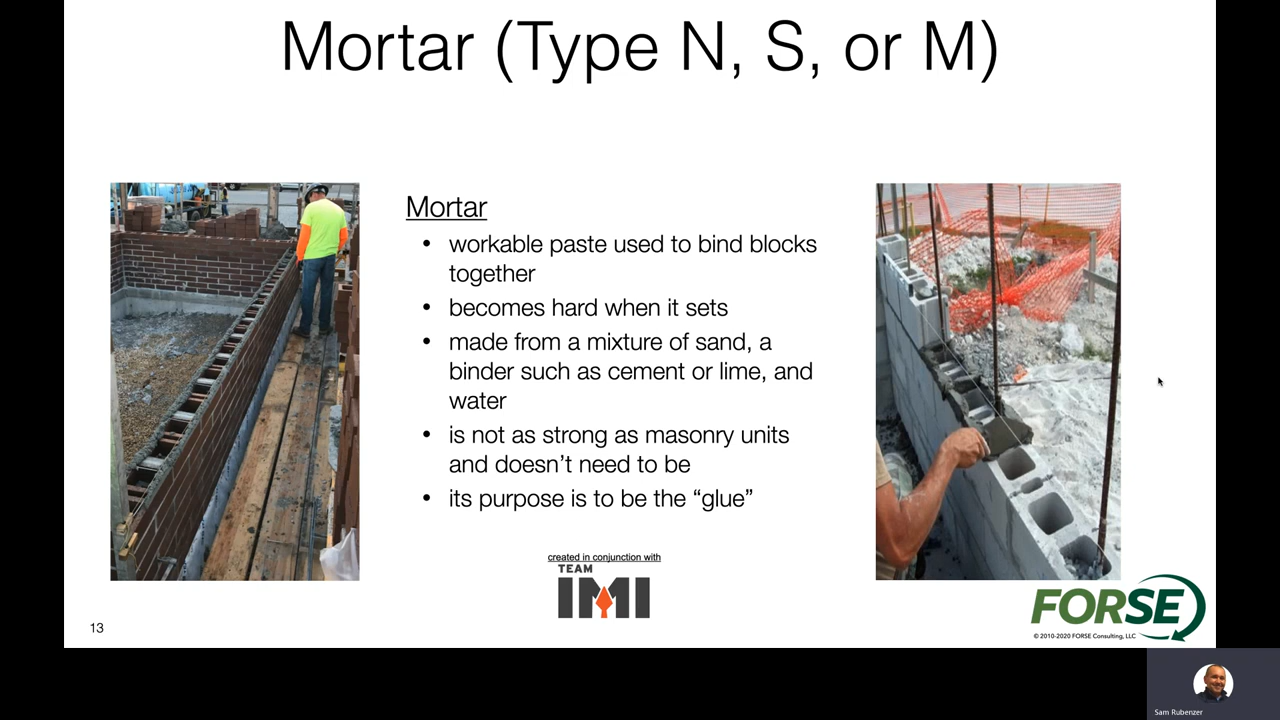 Mortar (Type N, S, or M)
Mortar
• workable paste used to bind blocks
together
• becomes hard when it sets
• made from a mixture of sand, a
binder such as cement or lime, and
water
• is not as strong as masonry units
and doesn’t need to be
• its purpose is to be the “glue”
created in conjunction with
TEAM
IMI
FORSE
© 2010-2020 FORSE Consulting, LLC
13
Sam Rubenzer